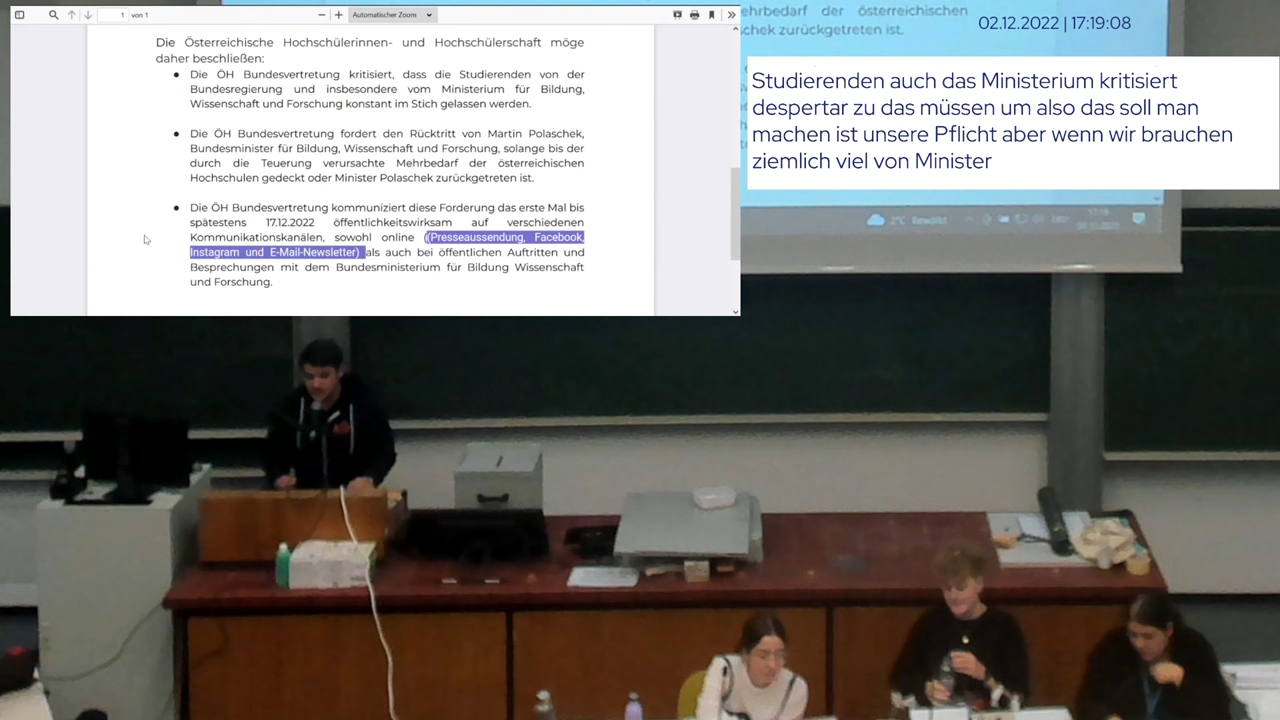 1 von 1 Automatischer Zoom
Die Österreichische Hochschülerinnen- und Hochschülerschaft möge
daher beschließen:
● Die ÖH Bundesvertretung kritisiert, dass die Studierenden von der
Bundesregierung und insbesondere vom Ministerium für Bildung,
Wissenschaft und Forschung konstant im Stich gelassen werden.
● Die ÖH Bundesvertretung fordert den Rücktritt von Martin Polaschek,
Bundesminister für Bildung, Wissenschaft und Forschung, solange bis der
durch die Teuerung verursachte Mehrbedarf der österreichischen
Hochschulen gedeckt oder Minister Polaschek zurückgetreten ist.
● Die ÖH Bundesvertretung kommuniziert diese Forderung das erste Mal bis
spätestens 17.12.2022 öffentlichkeitswirksam auf verschiedenen
Kommunikationskanälen, sowohl online ((Presseaussendung, Facebook,
Instagram und E-Mail-Newsletter) als auch bei öffentlichen Auftritten und
Besprechungen mit dem Bundesministerium für Bildung Wissenschaft
und Forschung.
ehrbedarf der österreichischen
schek zurückgetreten ist.
02.12.2022 | 17:19:08
Studierenden auch das Ministerium kritisiert
despertar zu das müssen um also das soll man
machen ist unsere Pflicht aber wenn wir brauchen
ziemlich viel von Minister
2°C Bewölkt